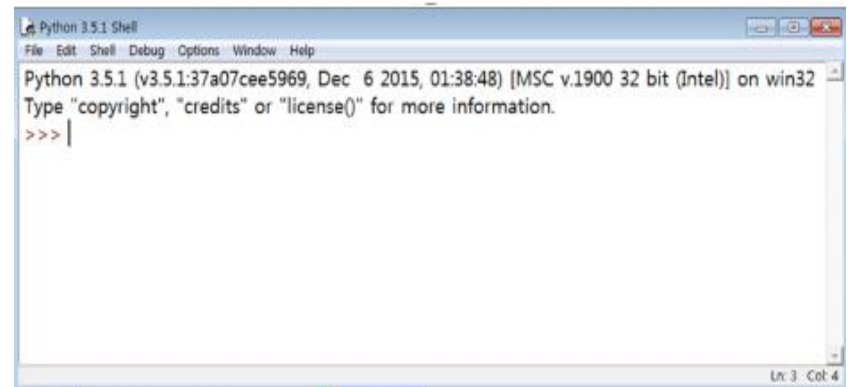 Python 3.5.1 Shell
File Edit Shell Debug Options Window Help
Python 3.5.1 (v3.5.1:37a07cee5969, Dec 6 2015, 01:38:48) [MSC v.1900 32 bit (Intel)] on win32
Type "copyright", "credits" or "license()" for more information.
>>>
Ln: 3 Col: 4